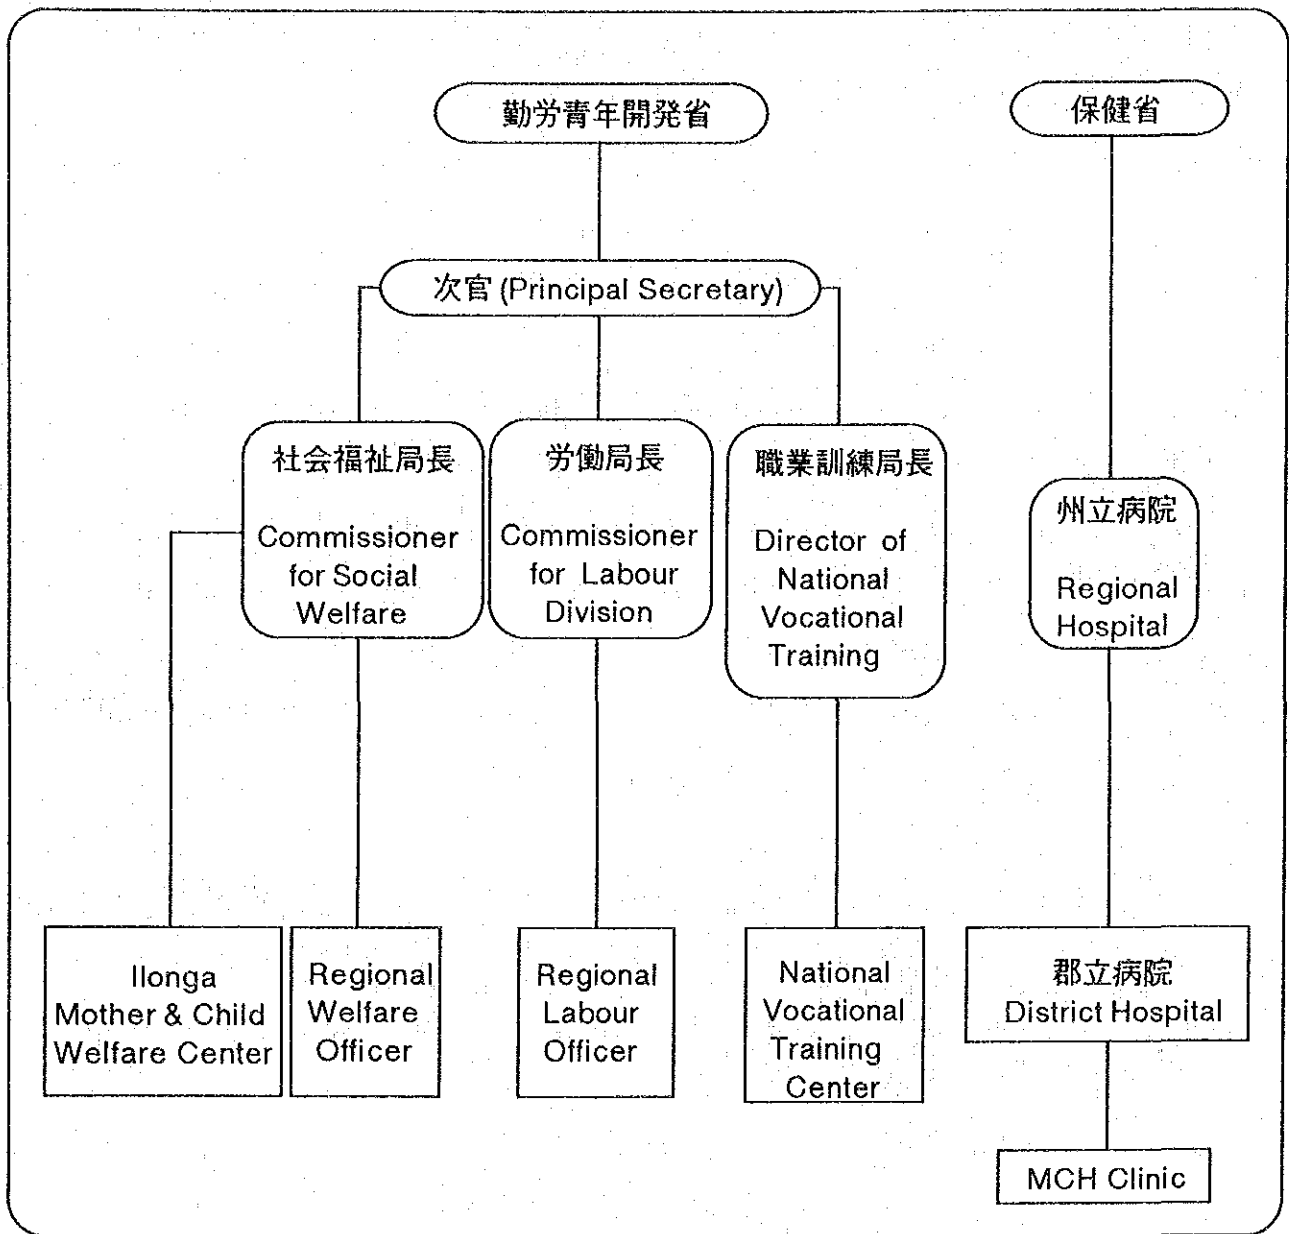 勤労青年開発省
保健省
次官 (Principal Secretary)
社会福祉局長
Commissioner
for Social
Welfare
労働局長
Commissioner
for Labour
Division
職業訓練局長
Director of
National
Vocational
Training
州立病院
Regional
Hospital
Ilonga
Mother & Child
Welfare Center
Regional
Welfare
Officer
Regional
Labour
Officer
National
Vocational
Training
Center
郡立病院
District Hospital
MCH Clinic